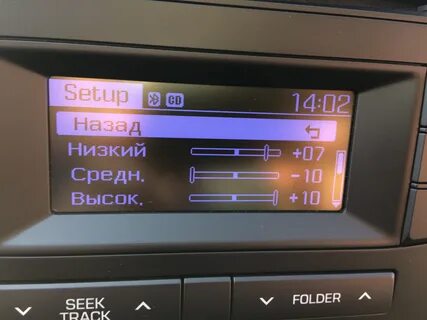 Setup CD 14:02
Назад
Низкий +07
Средн. -10
Высок. +10
SEEK TRACK
FOLDER